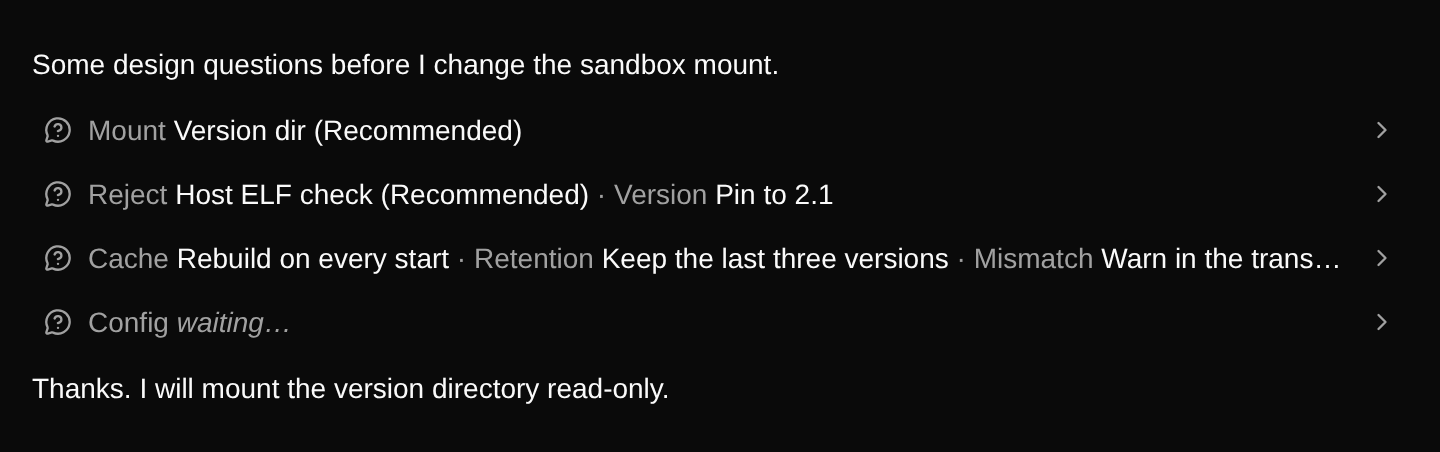 Some design questions before I change the sandbox mount.
Mount Version dir (Recommended)
Reject Host ELF check (Recommended) · Version Pin to 2.1
Cache Rebuild on every start · Retention Keep the last three versions · Mismatch Warn in the trans…
Config waiting…
Thanks. I will mount the version directory read-only.